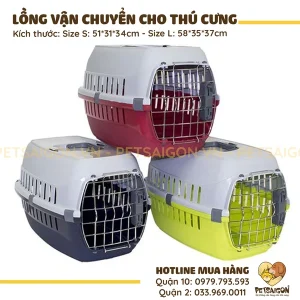 LỒNG VẬN CHUYỂN CHO THÚ CƯNG
Kích thước: Size S: 51*31*34cm - Size L: 58*35*37cm
PETSAIGON
HOTLINE MUA HÀNG
Quận 10: 0979.793.593
Quận 2: 033.969.0011
PETSAIGON